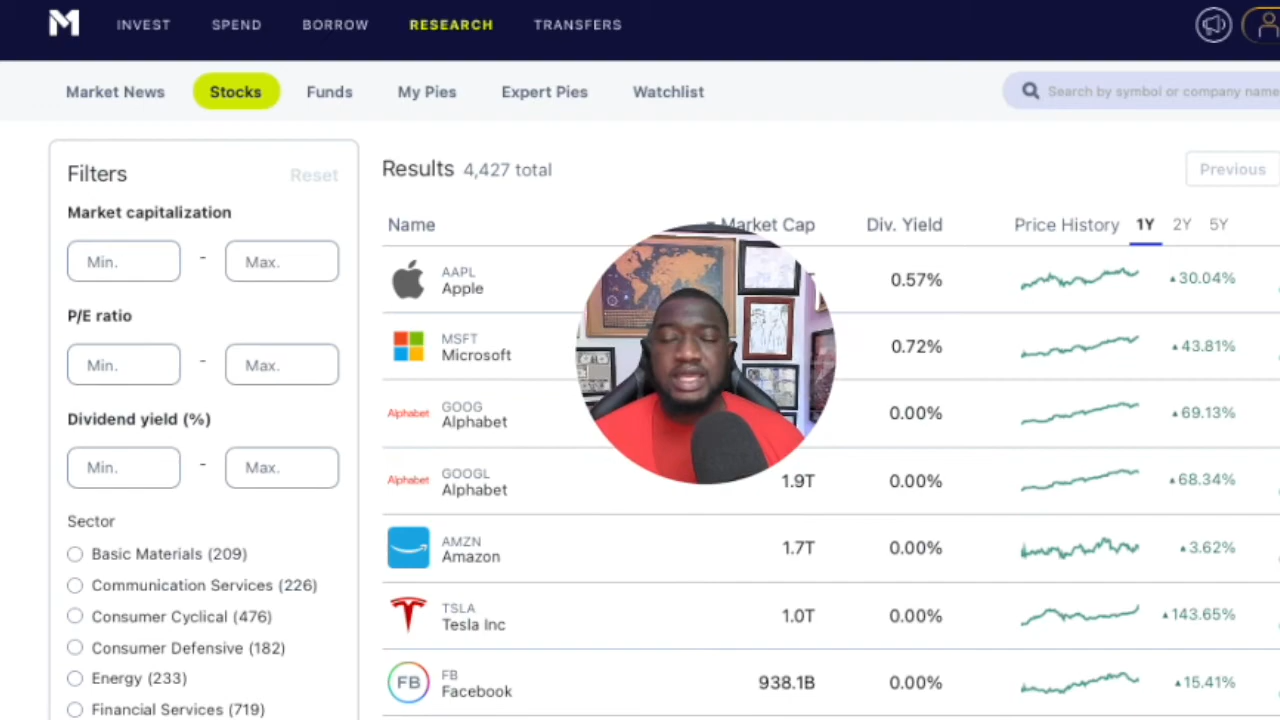 INVEST SPEND BORROW RESEARCH TRANSFERS
Market News Stocks Funds My Pies Expert Pies Watchlist Search by symbol or company name
Filters Reset
Results 4,427 total Previous
Market capitalization
Min. - Max.
Name Market Cap Div. Yield Price History 1Y 2Y 5Y
AAPL
Apple 0.57% 30.04%
P/E ratio
Min. - Max.
MSFT
Microsoft 0.72% 43.81%
Dividend yield (%)
Min. - Max.
Alphabet GOOG
Alphabet 0.00% 69.13%
Alphabet GOOGL
Alphabet 1.9T 0.00% 68.34%
Sector
Basic Materials (209)
Communication Services (226)
Consumer Cyclical (476)
Consumer Defensive (182)
Energy (233)
Financial Services (719)
AMZN
Amazon 1.7T 0.00% 3.62%
TSLA
Tesla Inc 1.0T 0.00% 143.65%
FB FB
Facebook 938.1B 0.00% 15.41%